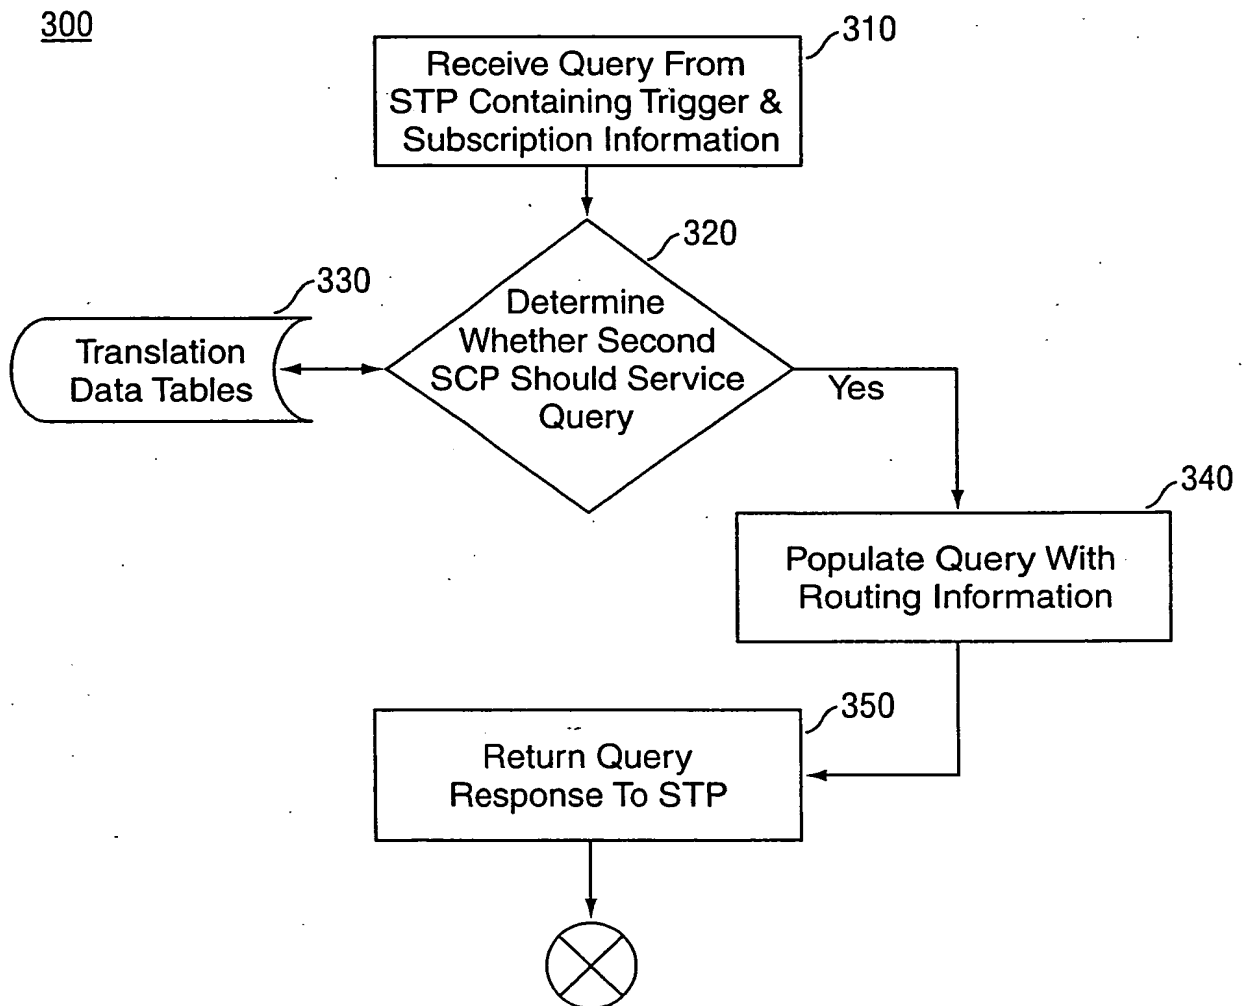 300
310
Receive Query From
STP Containing Trigger &
Subscription Information
320
330
Determine
Whether Second
SCP Should Service
Query
Translation
Data Tables
Yes
340
Populate Query With
Routing Information
350
Return Query
Response To STP